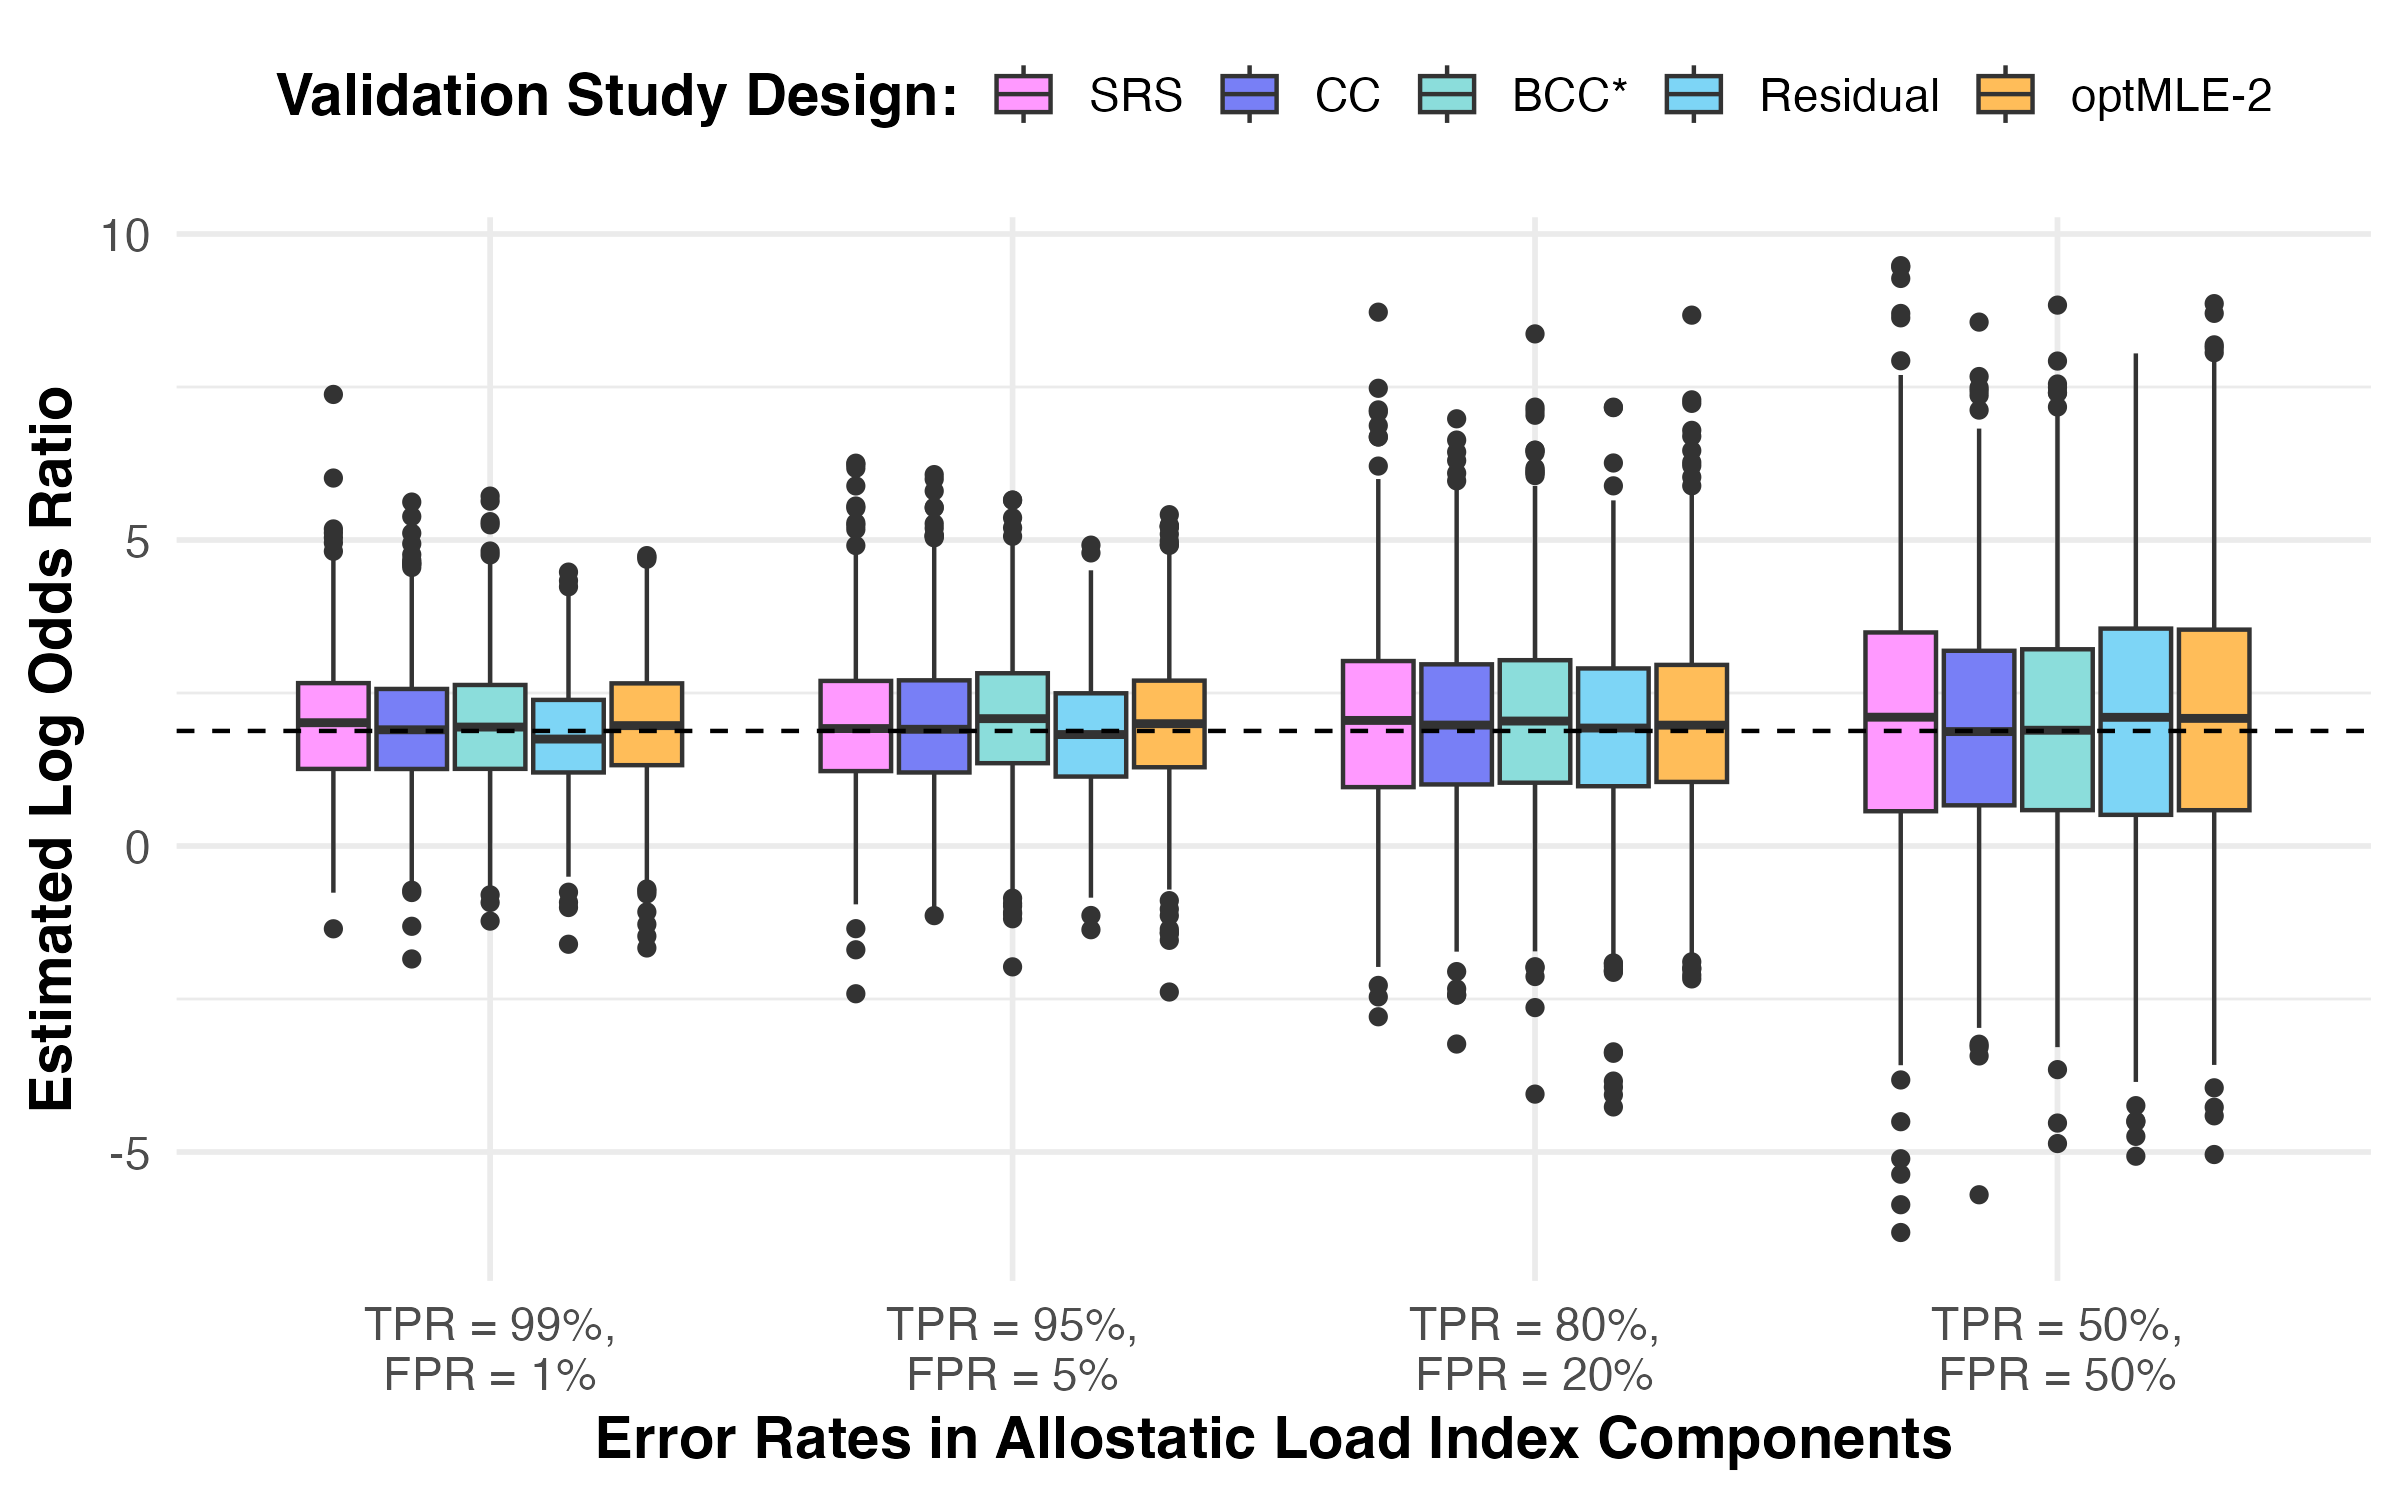 Validation Study Design: SRS CC BCC* Residual optMLE-2
Estimated Log Odds Ratio
10
5
0
-5
TPR = 99%, TPR = 95%, TPR = 80%, TPR = 50%,
FPR = 1% FPR = 5% FPR = 20% FPR = 50%
Error Rates in Allostatic Load Index Components